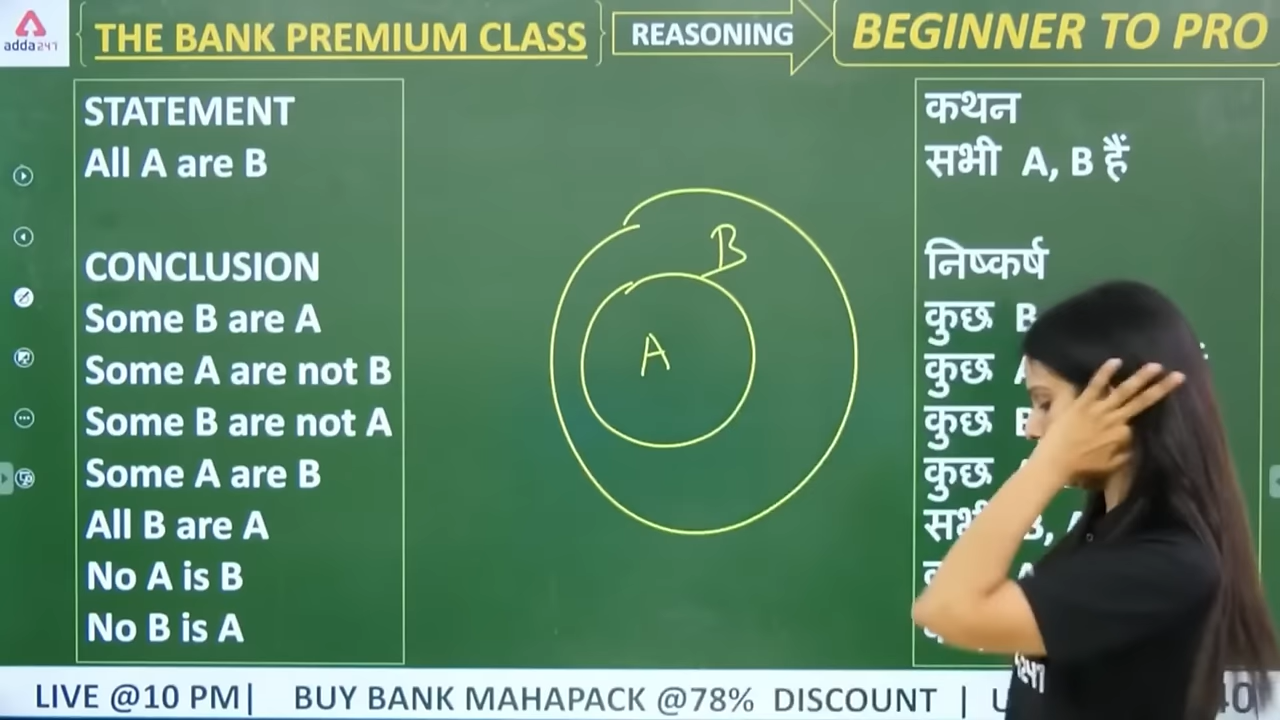 adda247
THE BANK PREMIUM CLASS
REASONING
BEGINNER TO PRO
STATEMENT
All A are B
CONCLUSION
Some B are A
Some A are not B
Some B are not A
Some A are B
All B are A
No A is B
No B is A
B
A
कथन
सभी A, B हैं
निष्कर्ष
कुछ B
कुछ
कुछ
कुछ
B,
LIVE @10 PM| BUY BANK MAHAPACK @78% DISCOUNT |